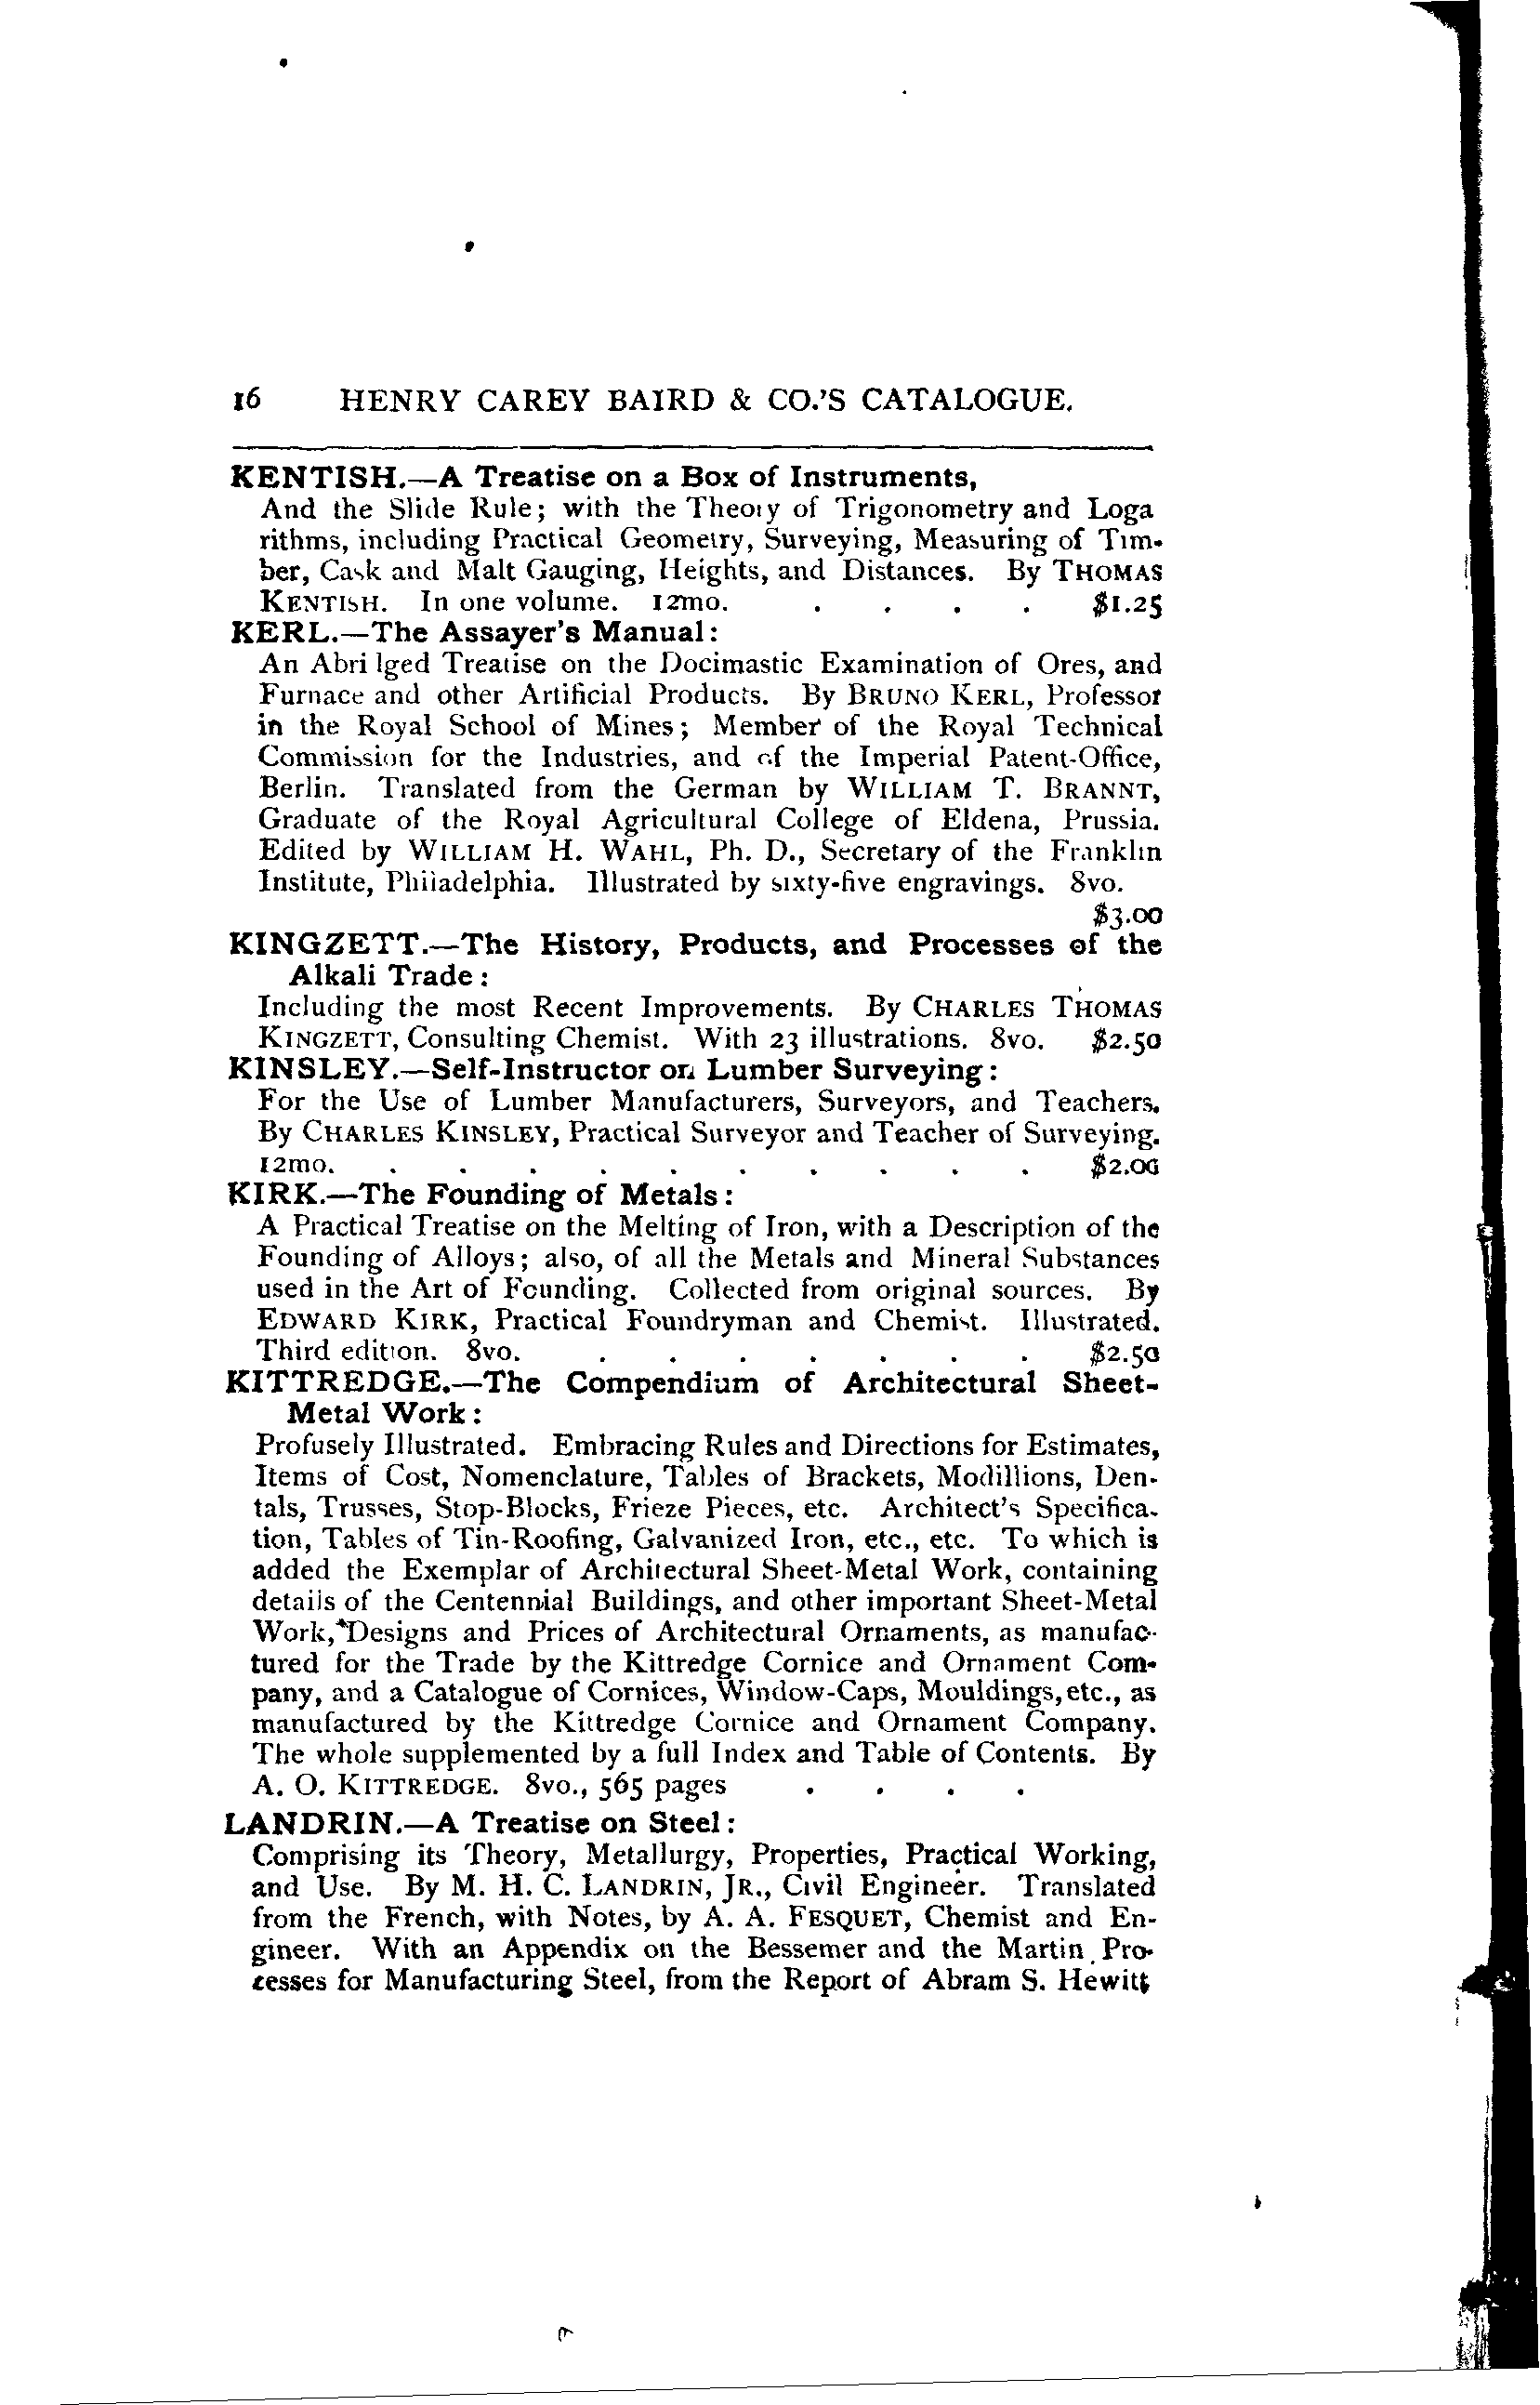 16 HENRY CAREY BAIRD & CO.'S CATALOGUE.
KENTISH.—A Treatise on a Box of Instruments,
And the Slide Rule; with the Theory of Trigonometry and Loga
rithms, including Practical Geometry, Surveying, Measuring of Tim-
ber, Cask and Malt Gauging, Heights, and Distances. By THOMAS
KENTISH. In one volume. 12mo. . . . . $1.25
KERL.—The Assayer's Manual:
An Abridged Treatise on the Docimastic Examination of Ores, and
Furnace and other Artificial Products. By BRUNO KERL, Professor
in the Royal School of Mines; Member of the Royal Technical
Commission for the Industries, and of the Imperial Patent-Office,
Berlin. Translated from the German by WILLIAM T. BRANNT,
Graduate of the Royal Agricultural College of Eldena, Prussia.
Edited by WILLIAM H. WAHL, Ph. D., Secretary of the Franklin
Institute, Philadelphia. Illustrated by sixty-five engravings. 8vo.
$3.00
KINGZETT.—The History, Products, and Processes of the
Alkali Trade:
Including the most Recent Improvements. By CHARLES THOMAS
KINGZETT, Consulting Chemist. With 23 illustrations. 8vo. $2.50
KINSLEY.—Self-Instructor on Lumber Surveying:
For the Use of Lumber Manufacturers, Surveyors, and Teachers.
By CHARLES KINSLEY, Practical Surveyor and Teacher of Surveying.
12mo. . . . . . . . . . . $2.00
KIRK.—The Founding of Metals:
A Practical Treatise on the Melting of Iron, with a Description of the
Founding of Alloys; also, of all the Metals and Mineral Substances
used in the Art of Founding. Collected from original sources. By
EDWARD KIRK, Practical Foundryman and Chemist. Illustrated.
Third edition. 8vo. . . . . . . . $2.50
KITTREDGE.—The Compendium of Architectural Sheet-
Metal Work:
Profusely Illustrated. Embracing Rules and Directions for Estimates,
Items of Cost, Nomenclature, Tables of Brackets, Modillions, Den-
tals, Trusses, Stop-Blocks, Frieze Pieces, etc. Architect's Specifica-
tion, Tables of Tin-Roofing, Galvanized Iron, etc., etc. To which is
added the Exemplar of Architectural Sheet-Metal Work, containing
details of the Centennial Buildings, and other important Sheet-Metal
Work, Designs and Prices of Architectural Ornaments, as manufac-
tured for the Trade by the Kittredge Cornice and Ornament Com-
pany, and a Catalogue of Cornices, Window-Caps, Mouldings, etc., as
manufactured by the Kittredge Cornice and Ornament Company.
The whole supplemented by a full Index and Table of Contents. By
A. O. KITTREDGE. 8vo., 565 pages . . . .
LANDRIN.—A Treatise on Steel:
Comprising its Theory, Metallurgy, Properties, Practical Working,
and Use. By M. H. C. LANDRIN, JR., Civil Engineer. Translated
from the French, with Notes, by A. A. FESQUET, Chemist and En-
gineer. With an Appendix on the Bessemer and the Martin Pro-
cesses for Manufacturing Steel, from the Report of Abram S. Hewitt